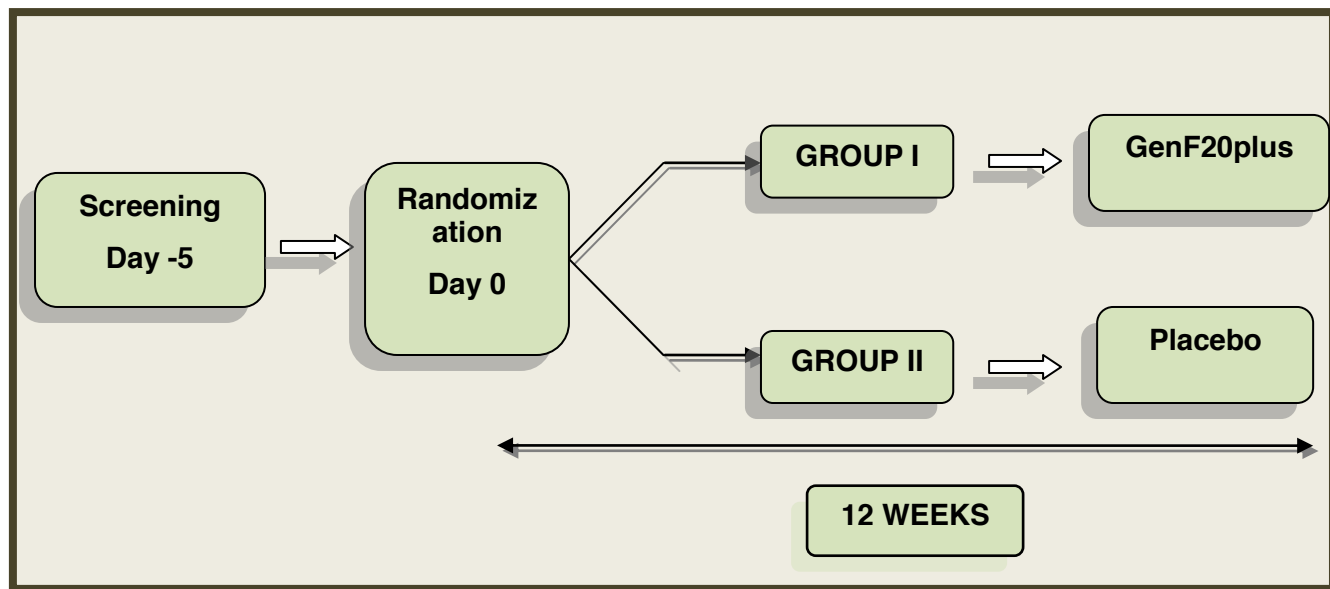 Screening
Day -5
Randomiz
ation
Day 0
GROUP I
GenF20plus
GROUP II
Placebo
12 WEEKS